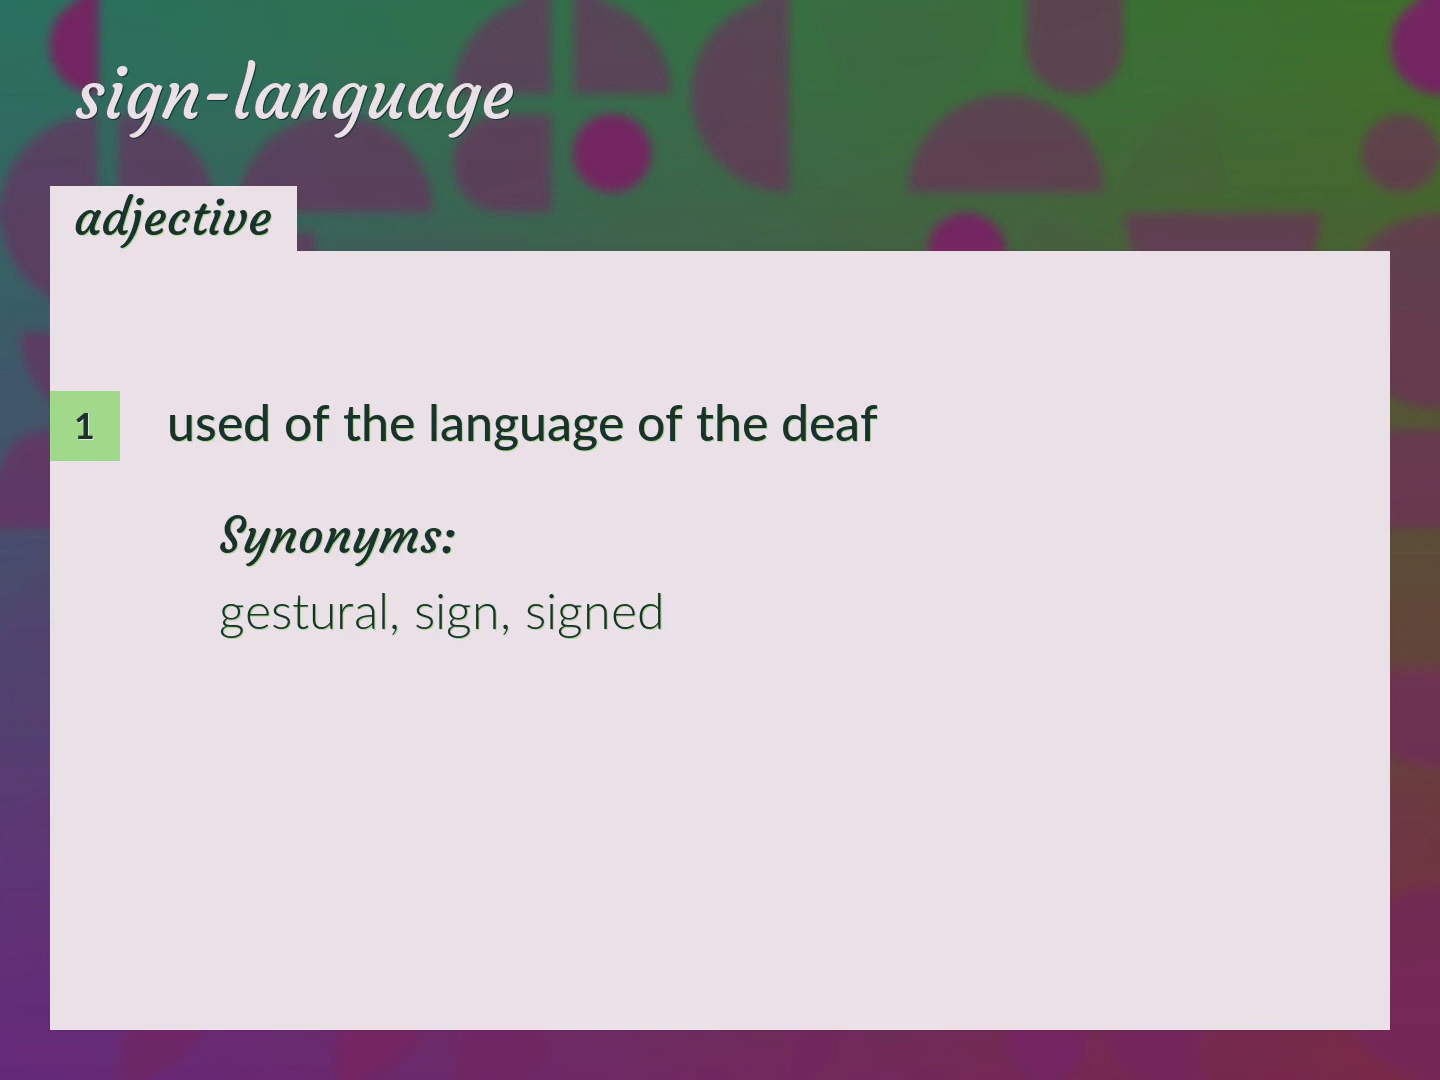 sign-language
adjective
1
used of the language of the deaf
Synonyms:
gestural, sign, signed